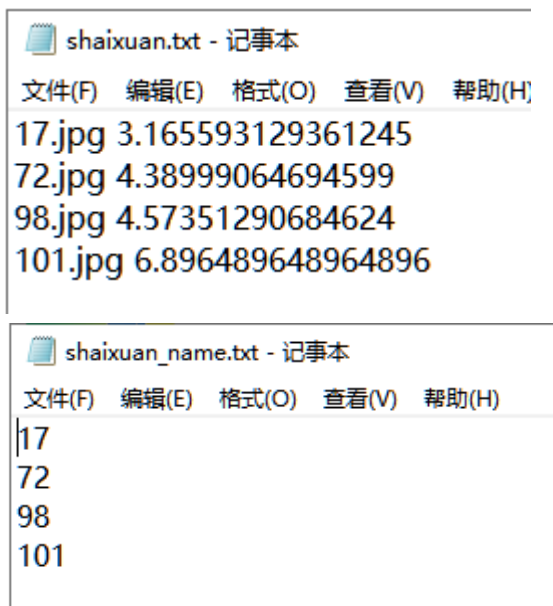 shaixuan.txt - 记事本
文件(F) 编辑(E) 格式(O) 查看(V) 帮助(H)
17.jpg 3.165593129361245
72.jpg 4.38999064694599
98.jpg 4.57351290684624
101.jpg 6.896489648964896
shaixuan_name.txt - 记事本
文件(F) 编辑(E) 格式(O) 查看(V) 帮助(H)
17
72
98
101